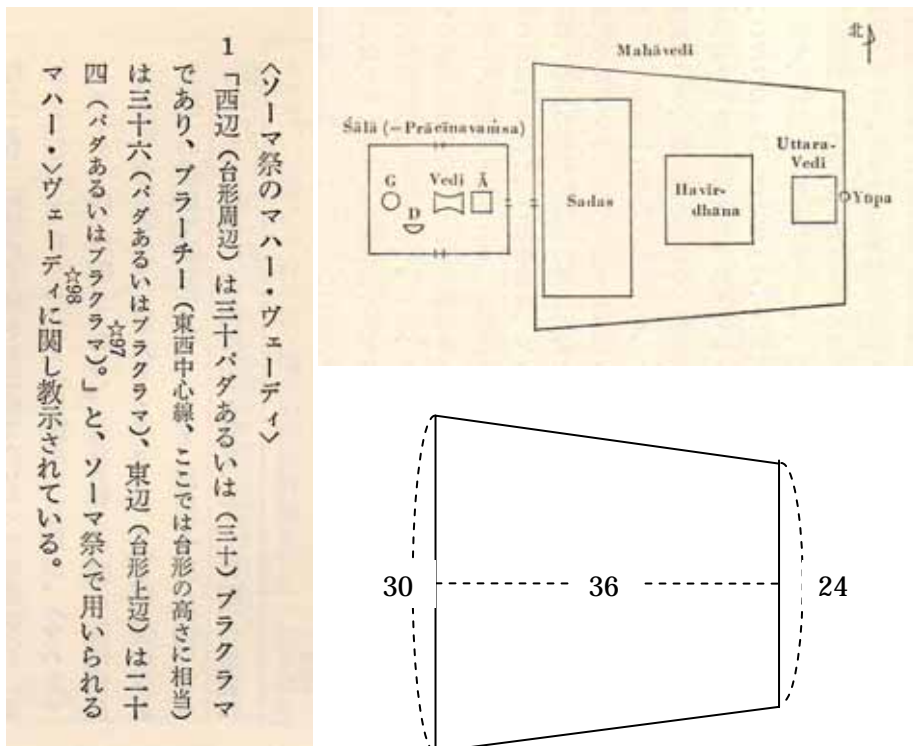 〈ソーマ祭のマハー・ヴェーディ〉
1 「西辺(台形周辺)は三十パダあるいは(三十)プラクラマ
であり、プラーチー(東西中心線、ここでは台形の高さに相当)
は三十六(パダあるいはプラクラマ)、東辺(台形上辺)は二十
☆97
四(パダあるいはプラクラマ)。」と、ソーマ祭〈で用いられる
☆98
マハー・〉ヴェーディに関し教示されている。
北
Mahāvedi
Śālā (=Prācīnavaṁsa)
G
D
Vedi
Ā
Sadas
Havir-
dhāna
Uttara-
Vedi
Yūpa
30
36
24